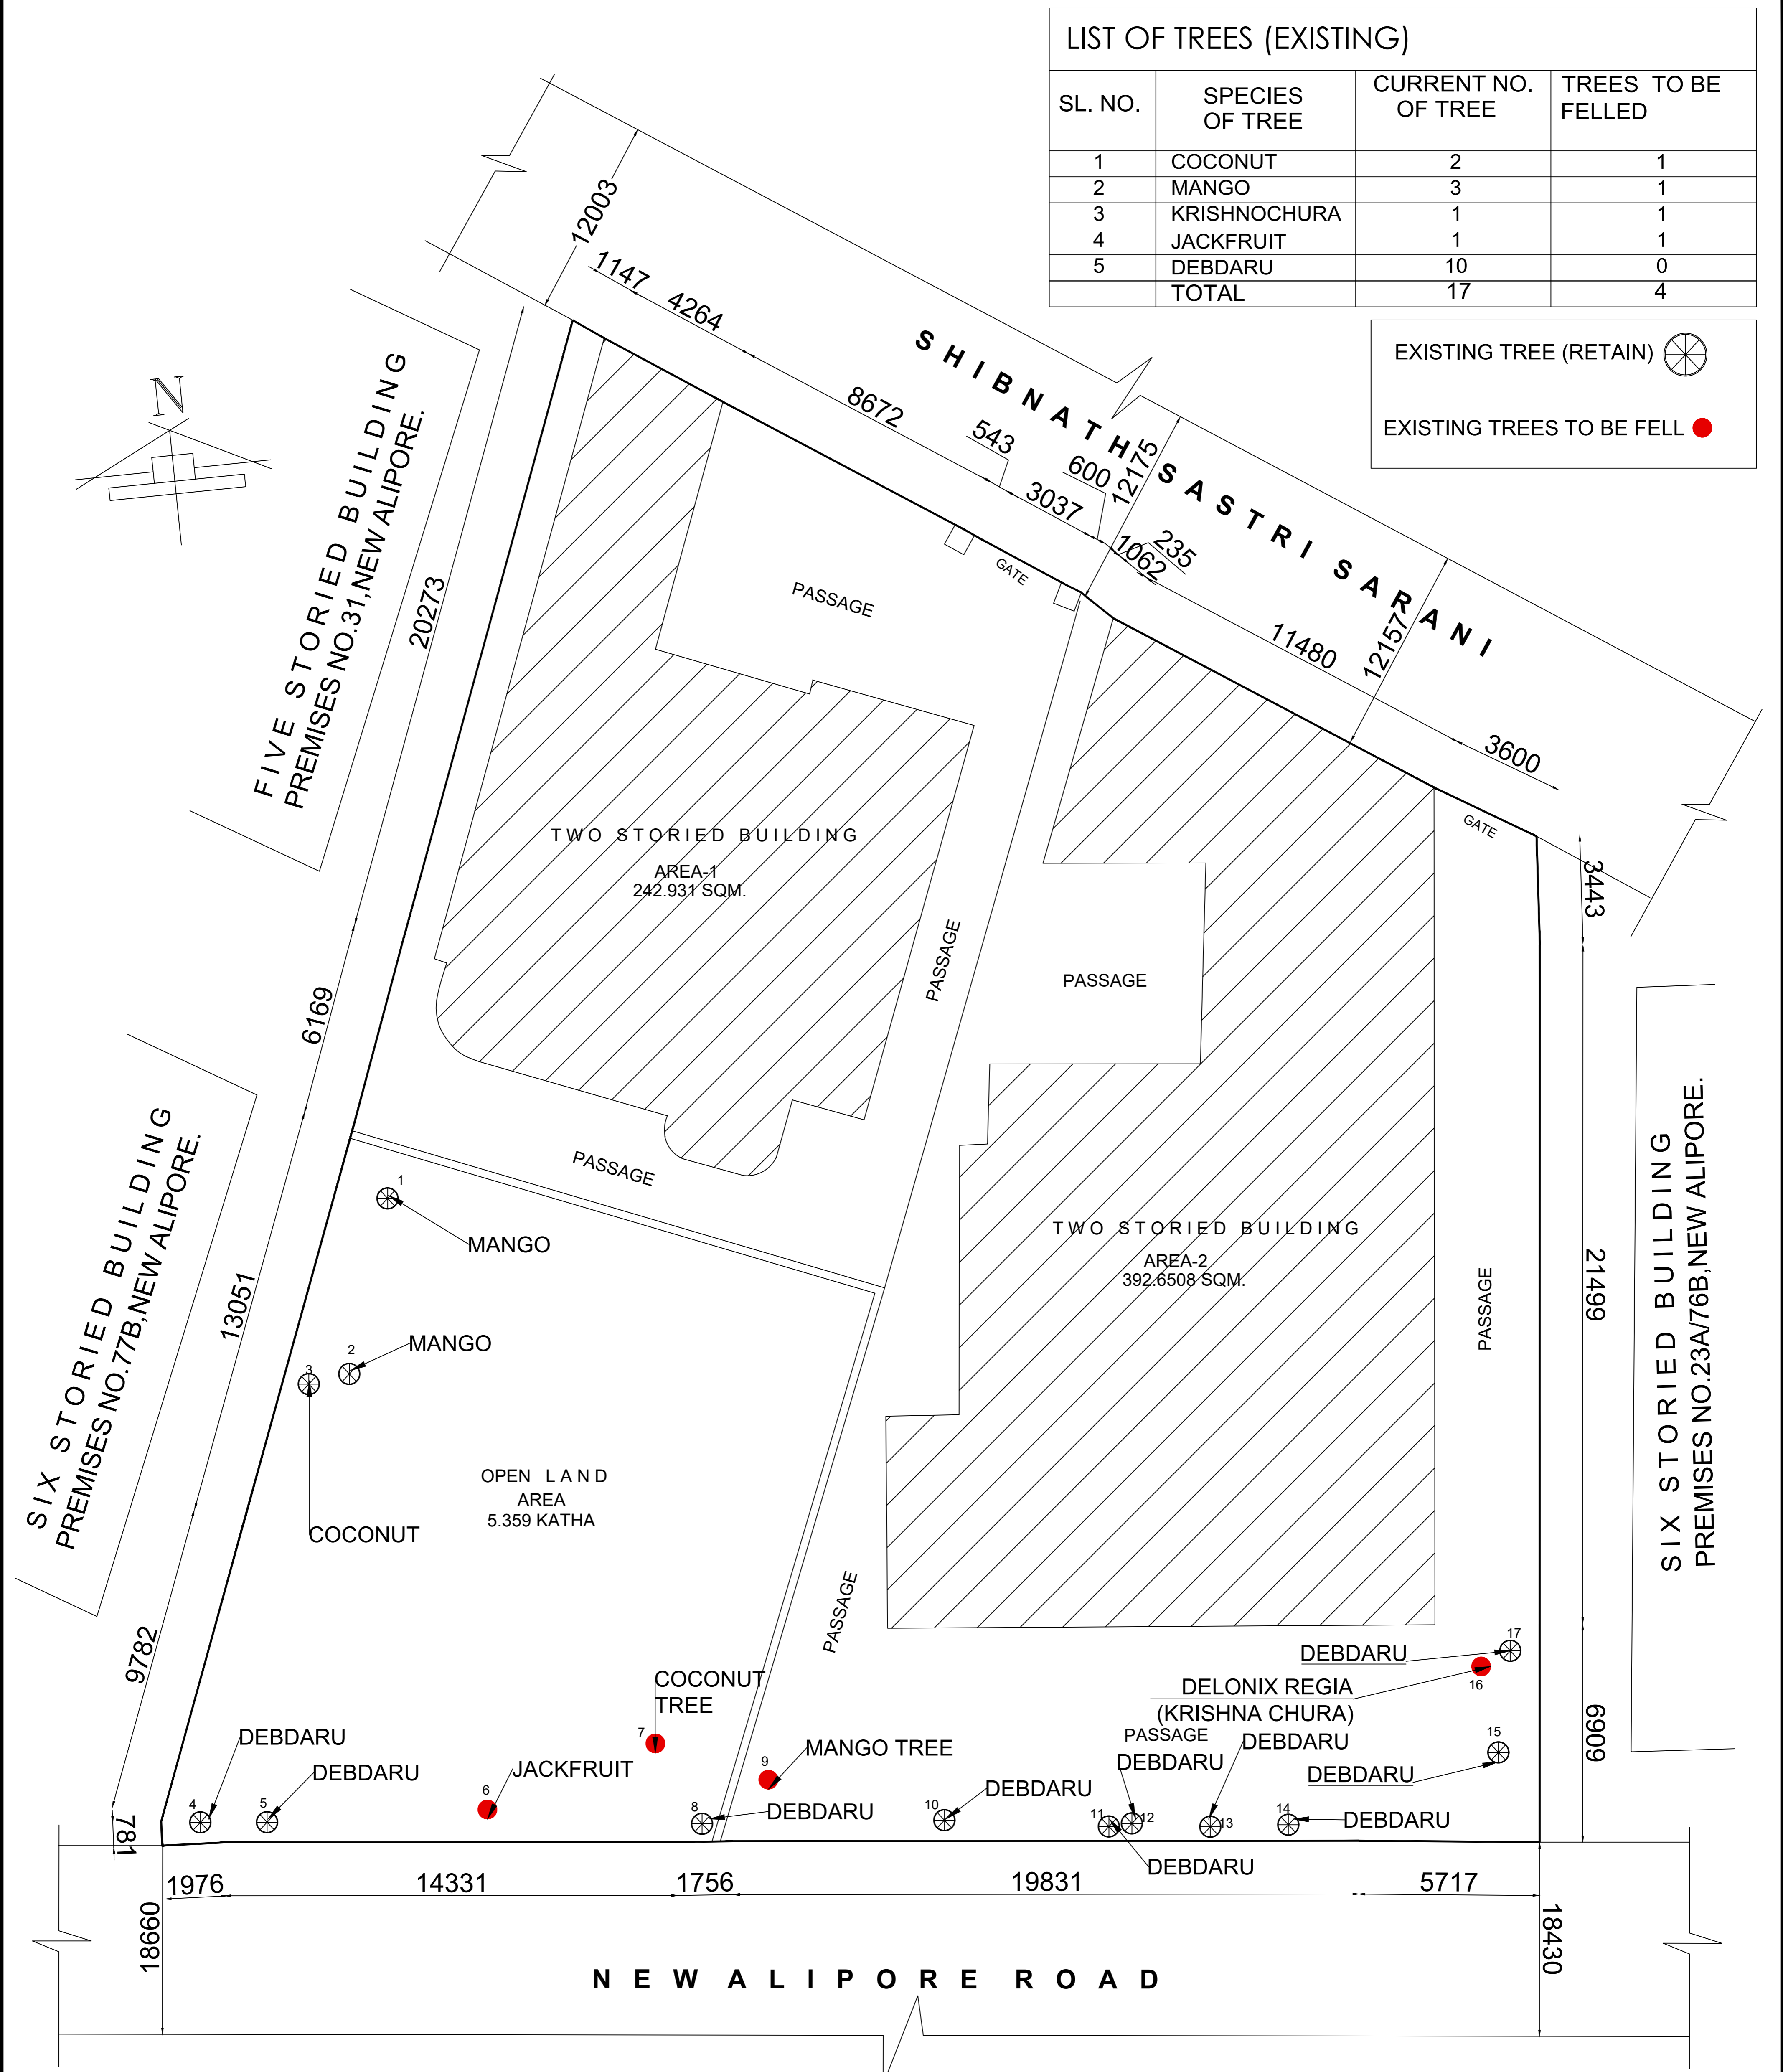 LIST OF TREES (EXISTING)
SL. NO.
SPECIES
OF TREE
CURRENT NO.
OF TREE
TREES TO BE
FELLED
1 COCONUT 2 1
2 MANGO 3 1
3 KRISHNOCHURA 1 1
4 JACKFRUIT 1 1
5 DEBDARU 10 0
TOTAL 17 4
EXISTING TREE (RETAIN)
EXISTING TREES TO BE FELL
N
12003
1147
4264
8672
543
3037
600
12175
1062
235
11480
12157
3600
SHIBNATH SASTRI SARANI
FIVE STORIED BUILDING
PREMISES NO.31,NEW ALIPORE.
20273
PASSAGE
GATE
GATE
3443
TWO STORIED BUILDING
AREA-1
242.931 SQM.
PASSAGE
PASSAGE
6169
SIX STORIED BUILDING
PREMISES NO.77B,NEW ALIPORE.
PASSAGE
1
MANGO
TWO STORIED BUILDING
AREA-2
392.6508 SQM.
PASSAGE
21499
SIX STORIED BUILDING
PREMISES NO.23A/76B,NEW ALIPORE.
13051
2
MANGO
3
COCONUT
OPEN LAND
AREA
5.359 KATHA
PASSAGE
9782
17
DEBDARU
16
DELONIX REGIA
(KRISHNA CHURA)
COCONUT
TREE
7
6909
PASSAGE
DEBDARU
DEBDARU
15
DEBDARU
DEBDARU
DEBDARU
JACKFRUIT
9
MANGO TREE
DEBDARU
4
5
6
8
DEBDARU
10
11
12
13
14
DEBDARU
DEBDARU
781
1976
14331
1756
19831
5717
18660
18430
NEW ALIPORE ROAD